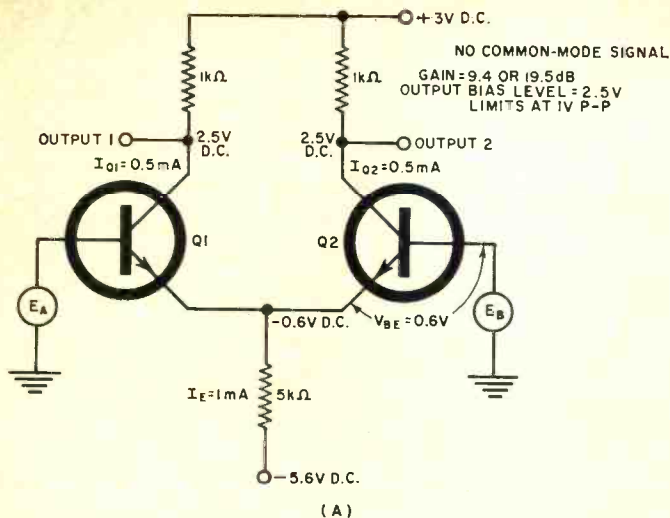 +3V D.C.
NO COMMON-MODE SIGNAL
1kΩ
1kΩ
GAIN = 9.4 OR 19.5dB
OUTPUT BIAS LEVEL = 2.5V
LIMITS AT 1V P-P
OUTPUT 1
2.5V
D.C.
2.5V
D.C.
OUTPUT 2
IQ1=0.5mA
IQ2=0.5mA
Q1
Q2
EA
-0.6V D.C.
VBE=0.6V
EB
IE=1mA
5kΩ
-5.6V D.C.
(A)